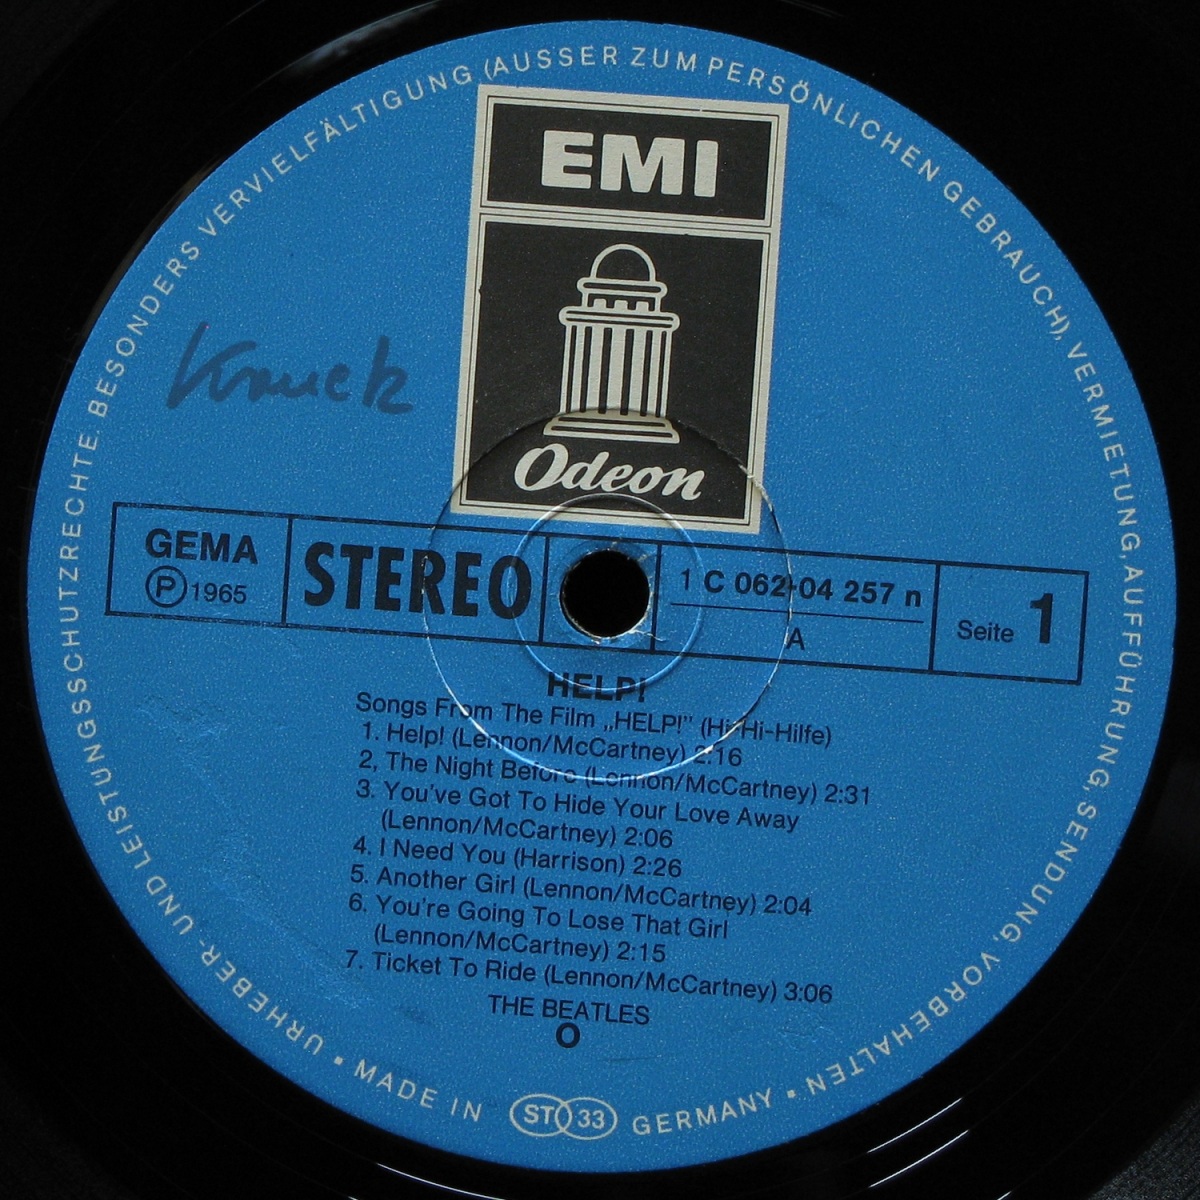 URHEBER- UND LEISTUNGSSCHUTZRECHTE, BESONDERS VERVIELFÄLTIGUNG (AUSSER ZUM PERSÖNLICHEN GEBRAUCH), VERMIETUNG, AUFFÜHRUNG, SENDUNG, VORBEHALTEN
EMI
Odeon
GEMA
Ⓟ 1965
STEREO
1 C 062-04 257 n
A
Seite 1
HELP!
Songs From The Film „HELP!” (Hi-Hi-Hilfe)
1. Help! (Lennon/McCartney) 2:16
2, The Night Before (Lennon/McCartney) 2:31
3. You've Got To Hide Your Love Away
(Lennon/McCartney) 2:06
4. I Need You (Harrison) 2:26
5. Another Girl (Lennon/McCartney) 2:04
6. You're Going To Lose That Girl
(Lennon/McCartney) 2:15
7. Ticket To Ride (Lennon/McCartney) 3:06
THE BEATLES
O
MADE IN ST 33 GERMANY